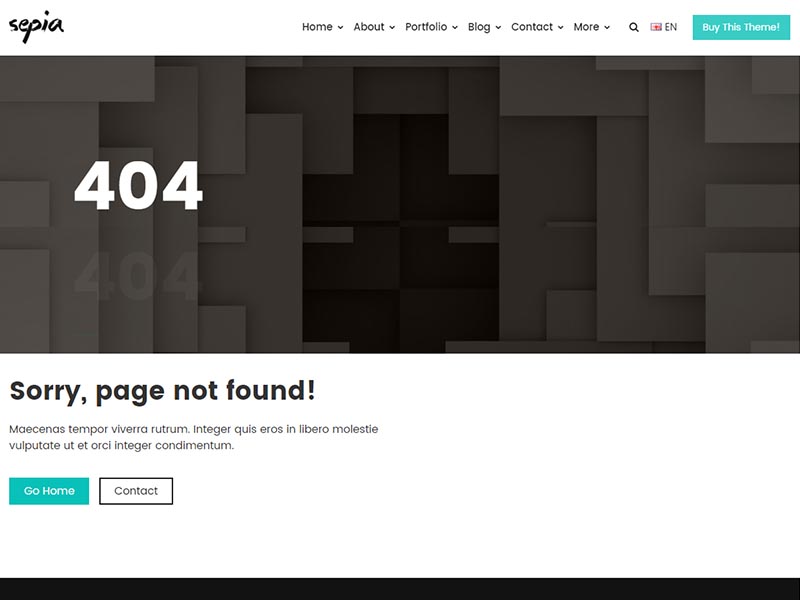 sepia
Home About Portfolio Blog Contact More EN Buy This Theme!
404
404
Sorry, page not found!
Maecenas tempor viverra rutrum. Integer quis eros in libero molestie
vulputate ut et orci integer condimentum.
Go Home Contact